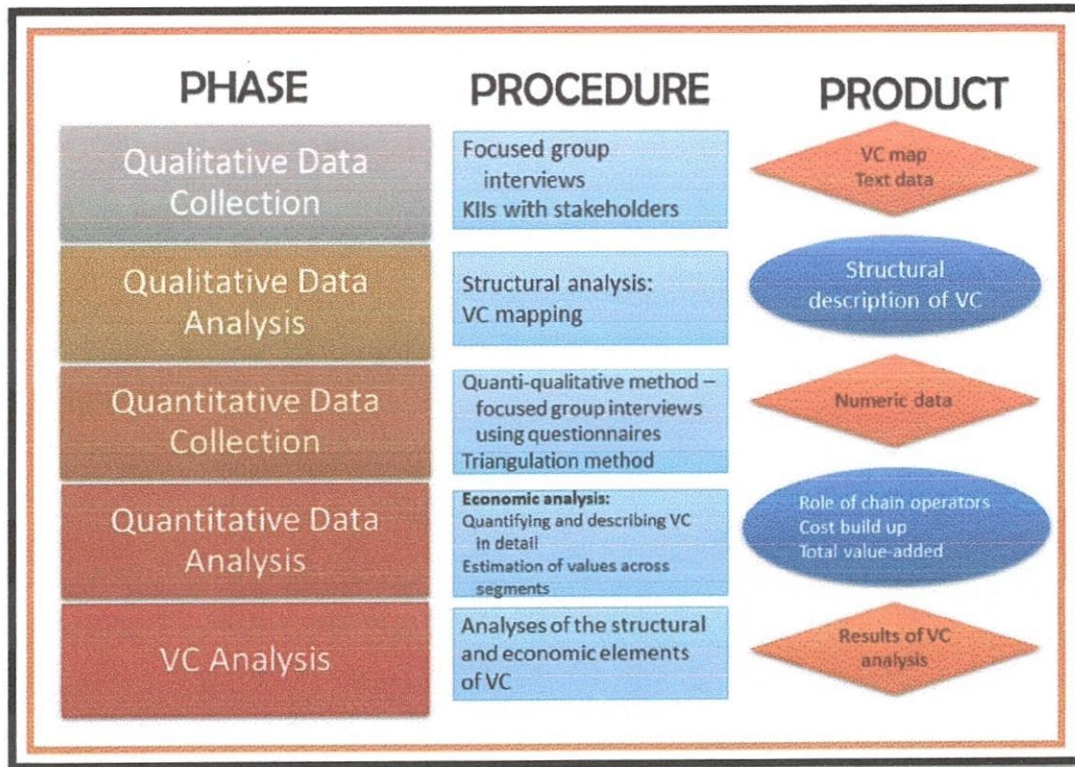 PHASE
PROCEDURE
PRODUCT
Qualitative Data
Collection
Focused group
interviews
KIIs with stakeholders
VC map
Text data
Qualitative Data
Analysis
Structural analysis:
VC mapping
Structural
description of VC
Quantitative Data
Collection
Quanti-qualitative method –
focused group interviews
using questionnaires
Triangulation method
Numeric data
Quantitative Data
Analysis
Economic analysis:
Quantifying and describing VC
in detail
Estimation of values across
segments
Role of chain operators
Cost build up
Total value-added
VC Analysis
Analyses of the structural
and economic elements
of VC
Results of VC
analysis